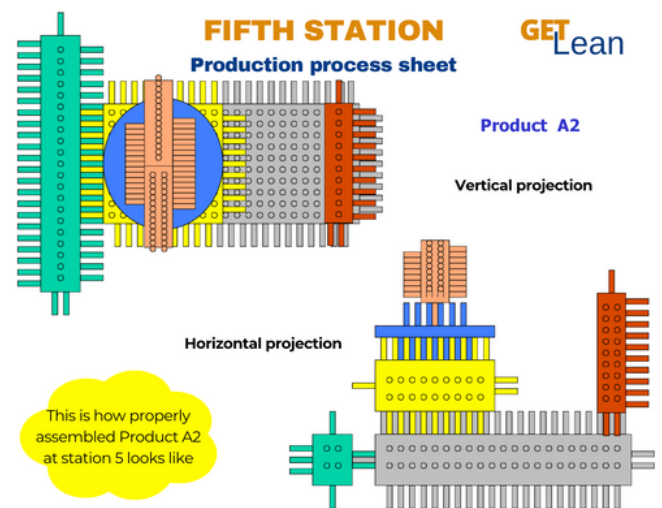 FIFTH STATION
GET
Lean
Production process sheet
Product A2
Vertical projection
Horizontal projection
This is how properly
assembled Product A2
at station 5 looks like